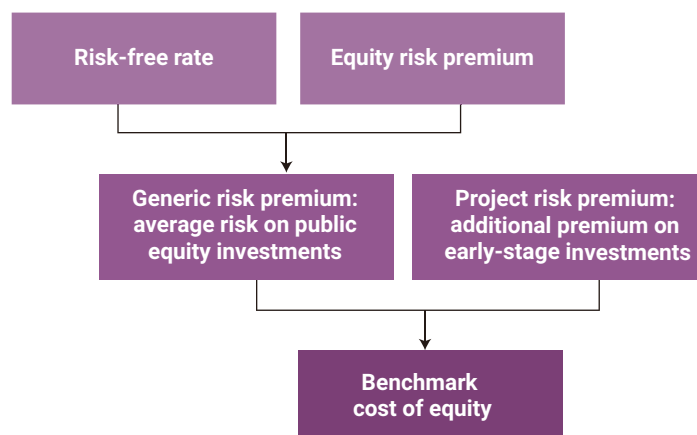 Risk-free rate
Equity risk premium
Generic risk premium:
average risk on public
equity investments
Project risk premium:
additional premium on
early-stage investments
Benchmark
cost of equity